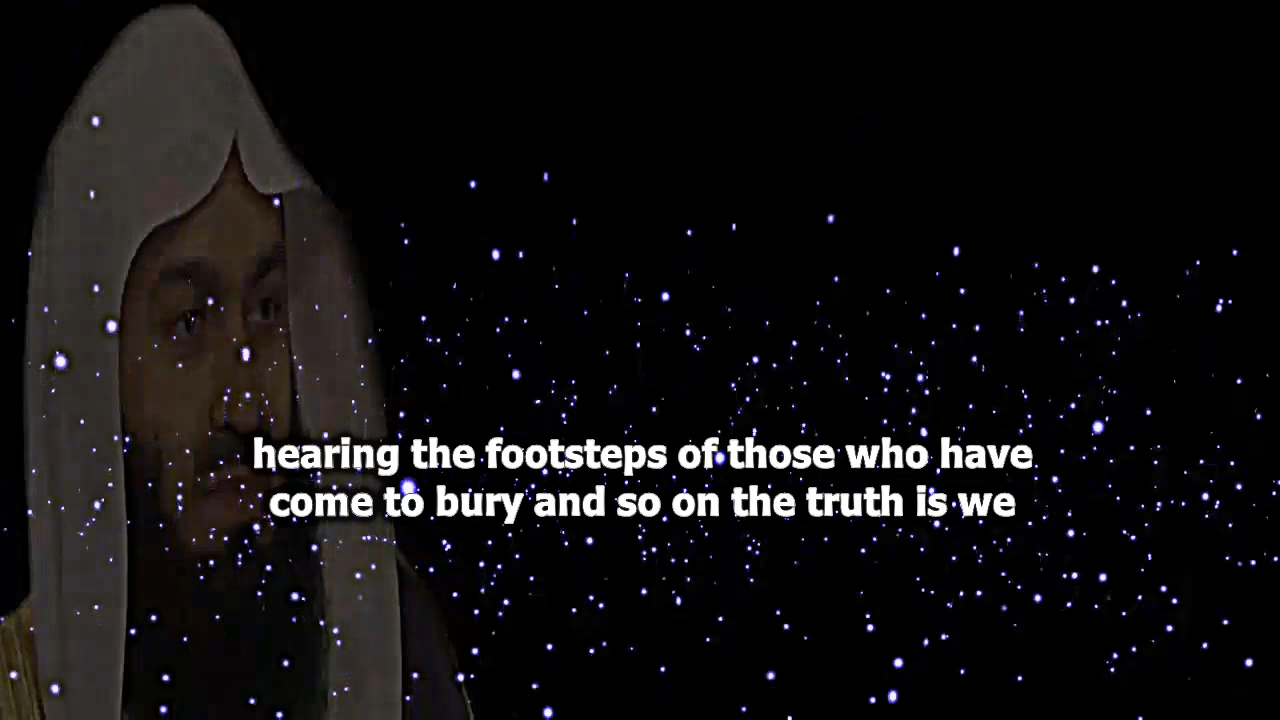 hearing the footsteps of those who have
come to bury and so on the truth is we